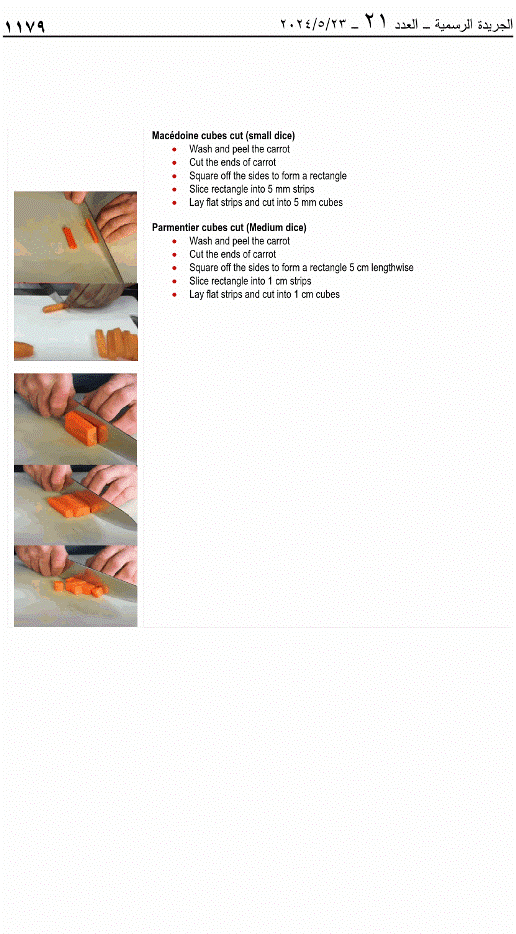 ١١٧٩ الجريدة الرسمية – العدد ٢١ – ٢٠٢٤/٥/٢٣
Macédoine cubes cut (small dice)
• Wash and peel the carrot
• Cut the ends of carrot
• Square off the sides to form a rectangle
• Slice rectangle into 5 mm strips
• Lay flat strips and cut into 5 mm cubes
Parmentier cubes cut (Medium dice)
• Wash and peel the carrot
• Cut the ends of carrot
• Square off the sides to form a rectangle 5 cm lengthwise
• Slice rectangle into 1 cm strips
• Lay flat strips and cut into 1 cm cubes